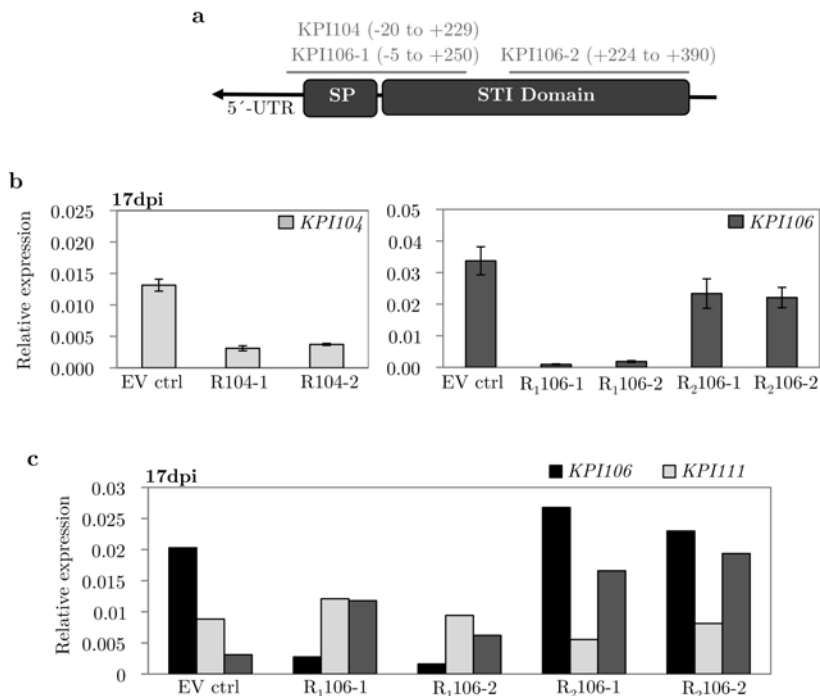 a
KPI104 (-20 to +229)
KPI106-1 (-5 to +250) KPI106-2 (+224 to +390)
SP STI Domain
5´-UTR
b
17dpi
Relative expression
0.025
0.020
0.015
0.010
0.005
0.000
KPI104
EV ctrl R104-1 R104-2
0.05
0.04
0.03
0.02
0.01
0.00
KPI106
EV ctrl R₁106-1 R₁106-2 R₂106-1 R₂106-2
c
17dpi
KPI106 KPI111
Relative expression
0.03
0.025
0.02
0.015
0.01
0.005
0
EV ctrl R₁106-1 R₁106-2 R₂106-1 R₂106-2